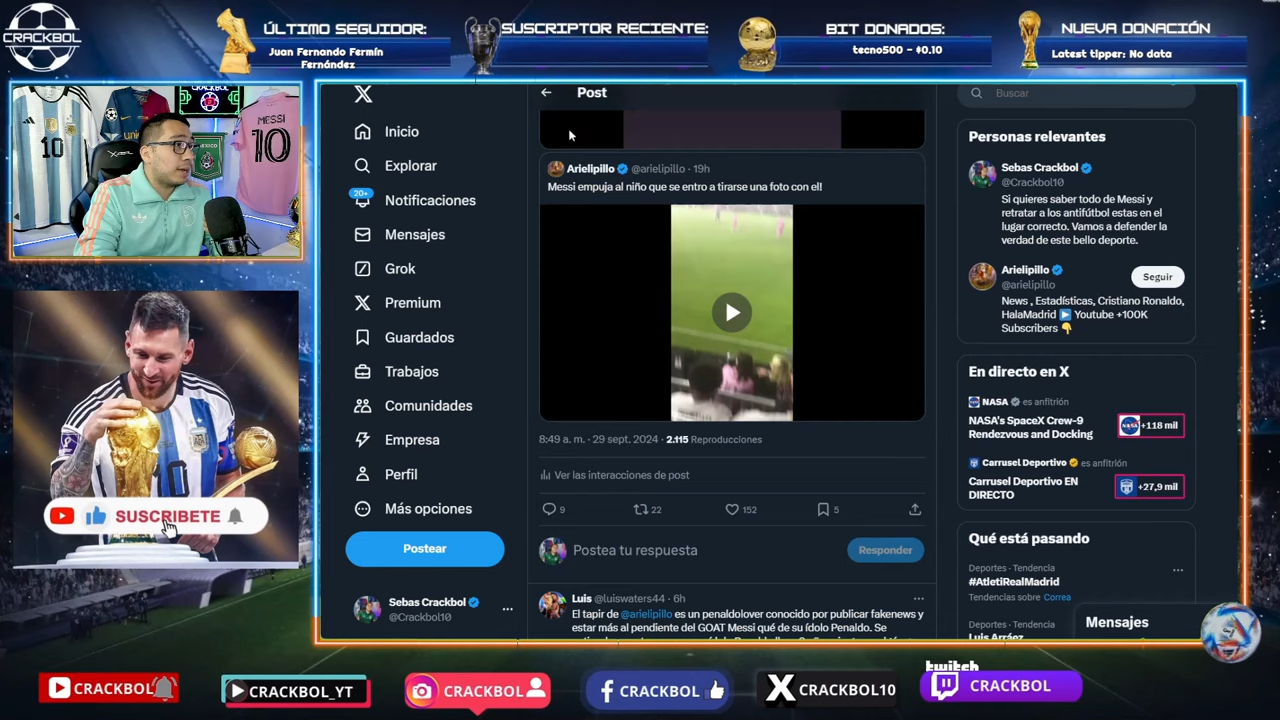 CRACKBOL
ÚLTIMO SEGUIDOR:
Juan Fernando Fermín
Fernández
SUSCRIPTOR RECIENTE:
BIT DONADOS:
tecno500 - $0.10
NUEVA DONACIÓN
Latest tipper: No data
10
MESSI
10
MEXICO
SUSCRIBETE
Inicio
Explorar
20+
Notificaciones
Mensajes
Grok
Premium
Guardados
Trabajos
Comunidades
Empresa
Perfil
Más opciones
Postear
Sebas Crackbol
@Crackbol10
Post
Arielipillo @arielipillo · 19h
Messi empuja al niño que se entro a tirarse una foto con el!
8:49 a. m. · 29 sept. 2024 · 2.115 Reproducciones
Ver las interacciones de post
9 22 152 5
Postea tu respuesta
Responder
Luis @luiswaters44 · 6h
El tapir de @arielipillo es un penaldolover conocido por publicar fakenews y
estar más al pendiente del GOAT Messi qué de su ídolo Penaldo. Se
Buscar
Personas relevantes
Sebas Crackbol
@Crackbol10
Si quieres saber todo de Messi y
retratar a los antifútbol estas en el
lugar correcto. Vamos a defender la
verdad de este bello deporte.
Arielipillo
@arielipillo
Seguir
News , Estadísticas, Cristiano Ronaldo,
HalaMadrid ▶ Youtube +100K
Subscribers 👇
En directo en X
NASA es anfitrión
NASA's SpaceX Crew-9
Rendezvous and Docking
NASA +118 mil
Carrusel Deportivo es anfitrión
Carrusel Deportivo EN
DIRECTO
+27,9 mil
Qué está pasando
Deportes · Tendencia
#AtletiRealMadrid
Tendencias sobre Correa
Deportes · Tendencia
Luis Arráez
Mensajes
CRACKBOL
CRACKBOL_YT
CRACKBOL
CRACKBOL
CRACKBOL10
twitch
CRACKBOL